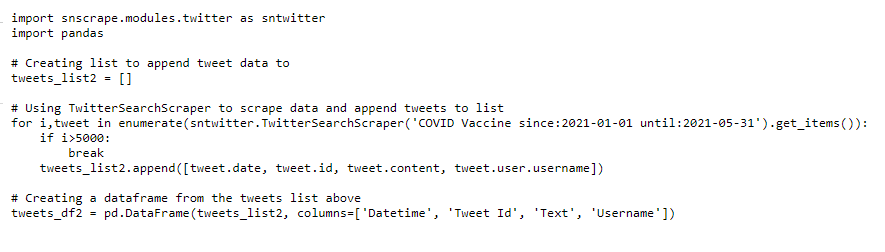 import snscrape.modules.twitter as sntwitter
import pandas
# Creating list to append tweet data to
tweets_list2 = []
# Using TwitterSearchScraper to scrape data and append tweets to list
for i,tweet in enumerate(sntwitter.TwitterSearchScraper('COVID Vaccine since:2021-01-01 until:2021-05-31').get_items()):
    if i>5000:
        break
    tweets_list2.append([tweet.date, tweet.id, tweet.content, tweet.user.username])
# Creating a dataframe from the tweets list above
tweets_df2 = pd.DataFrame(tweets_list2, columns=['Datetime', 'Tweet Id', 'Text', 'Username'])